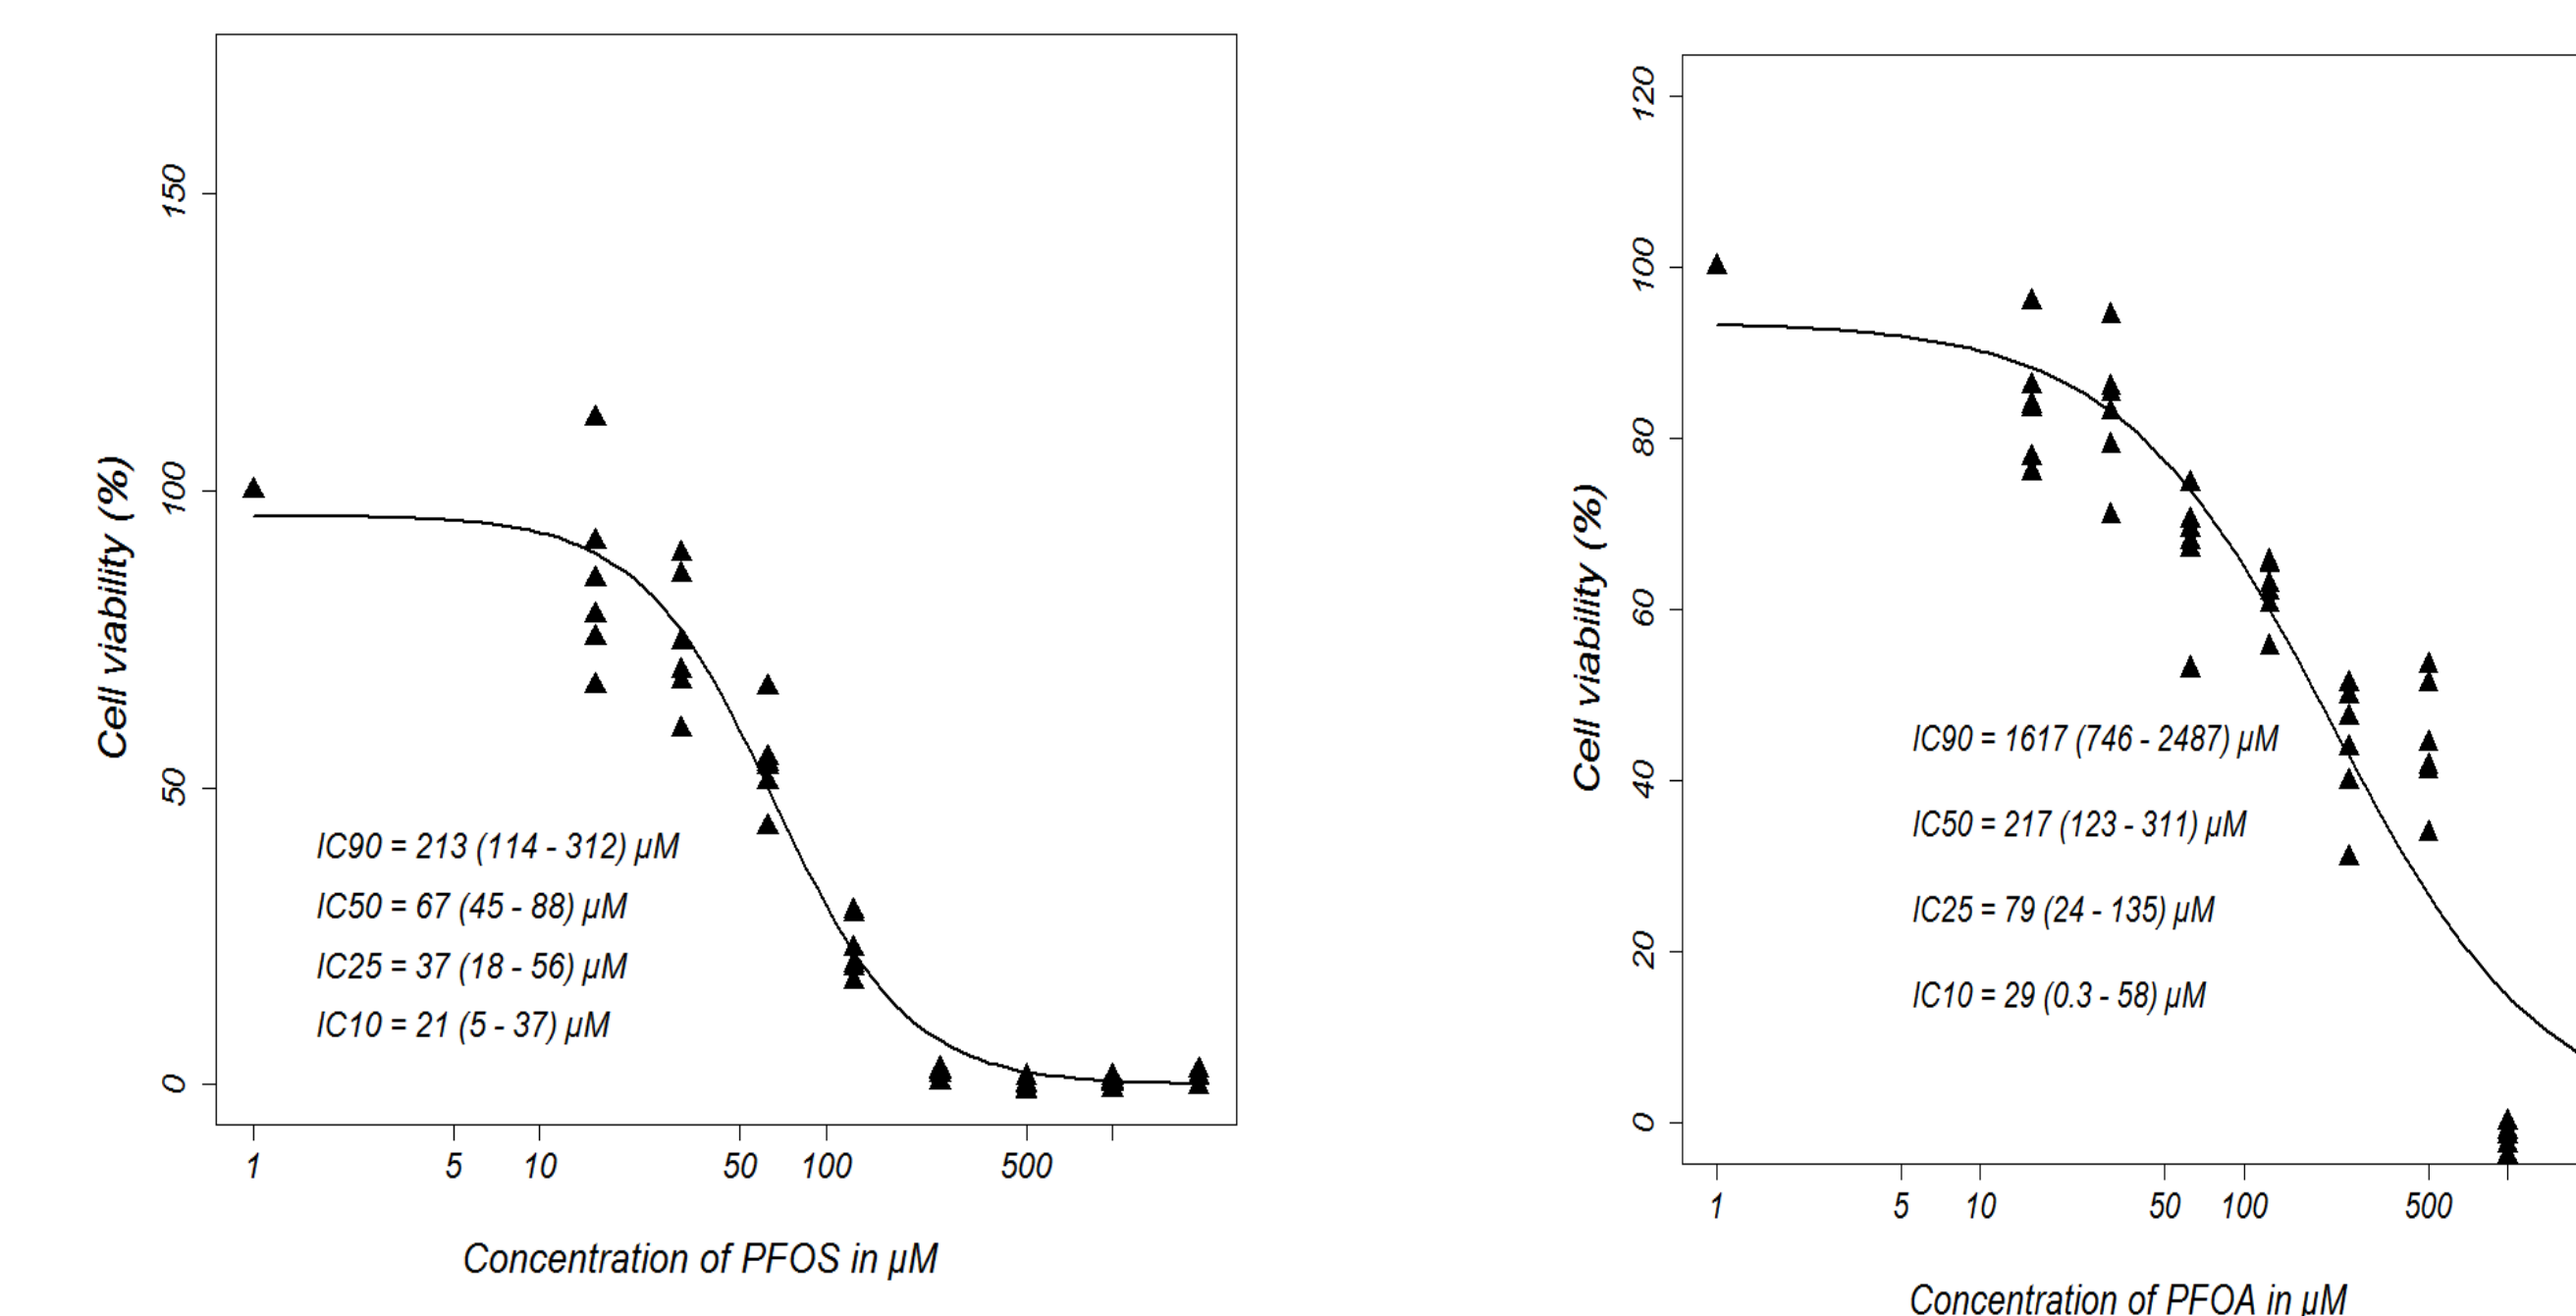 150
100
50
0
Cell viability (%)
IC90 = 213 (114 - 312) µM
IC50 = 67 (45 - 88) µM
IC25 = 37 (18 - 56) µM
IC10 = 21 (5 - 37) µM
1 5 10 50 100 500
Concentration of PFOS in µM
120
100
80
60
40
20
0
Cell viability (%)
IC90 = 1617 (746 - 2487) µM
IC50 = 217 (123 - 311) µM
IC25 = 79 (24 - 135) µM
IC10 = 29 (0.3 - 58) µM
1 5 10 50 100 500
Concentration of PFOA in µM